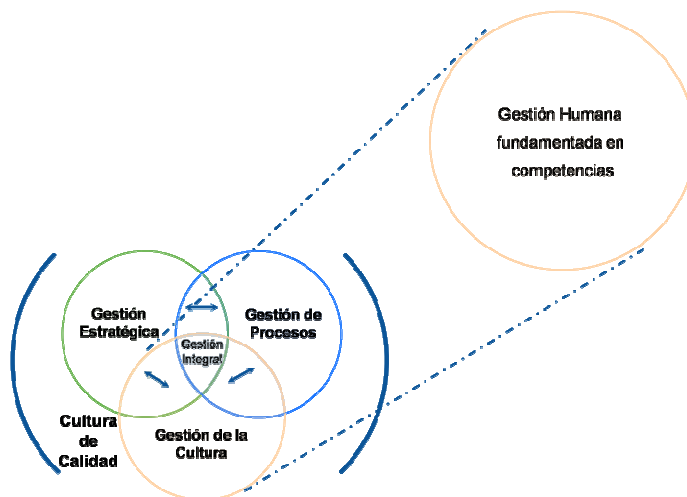 Gestión Humana
fundamentada en
competencias
Gestión
Estratégica
Gestión de
Procesos
Gestión
Integral
Cultura
de
Calidad
Gestión de la
Cultura